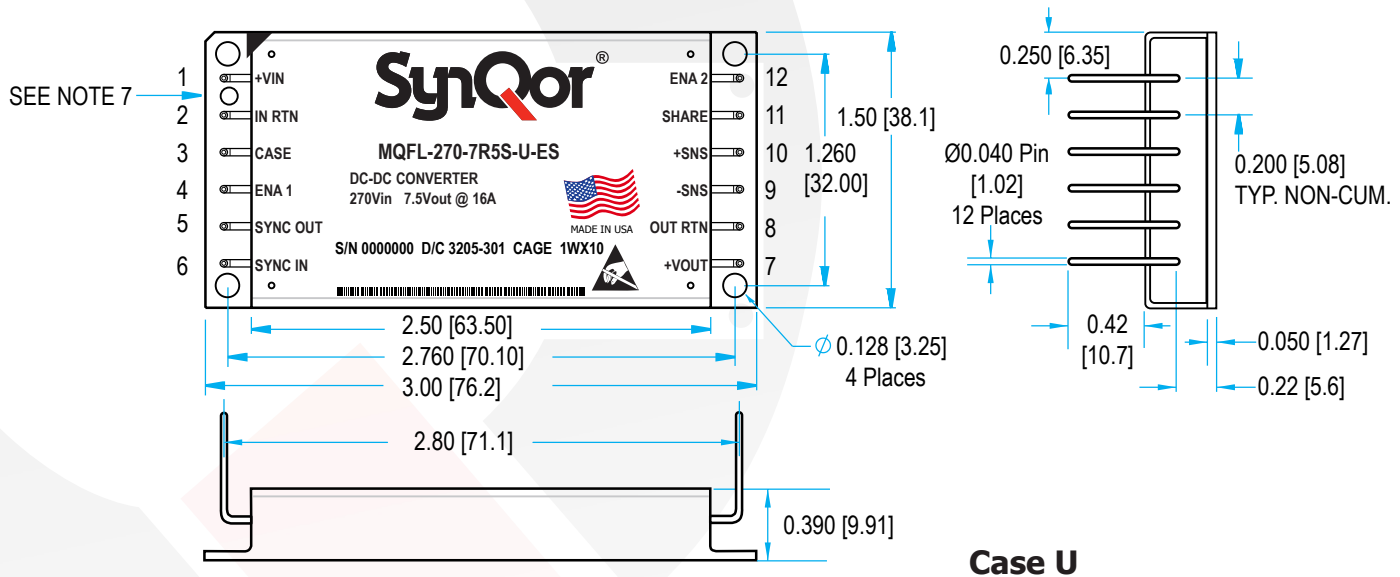 SEE NOTE 7
1
2
3
4
5
6
+VIN
IN RTN
CASE
ENA 1
SYNC OUT
SYNC IN
SynQor®
MQFL-270-7R5S-U-ES
DC-DC CONVERTER
270Vin 7.5Vout @ 16A
MADE IN USA
S/N 0000000 D/C 3205-301 CAGE 1WX10
ENA 2
SHARE
+SNS
-SNS
OUT RTN
+VOUT
12
11
10
9
8
7
1.50 [38.1]
1.260
[32.00]
2.50 [63.50]
2.760 [70.10]
3.00 [76.2]
Ø 0.128 [3.25]
4 Places
0.250 [6.35]
Ø0.040 Pin
[1.02]
12 Places
0.200 [5.08]
TYP. NON-CUM.
0.42
[10.7]
0.050 [1.27]
0.22 [5.6]
2.80 [71.1]
0.390 [9.91]
Case U